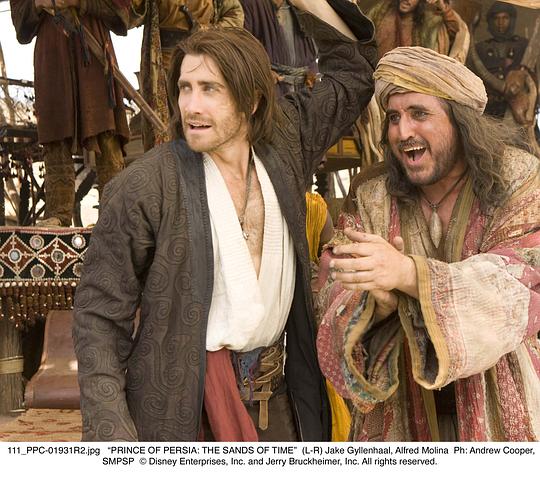 111_PPC-01931R2.jpg "PRINCE OF PERSIA: THE SANDS OF TIME" (L-R) Jake Gyllenhaal, Alfred Molina Ph: Andrew Cooper,
SMPSP © Disney Enterprises, Inc. and Jerry Bruckheimer, Inc. All rights reserved.